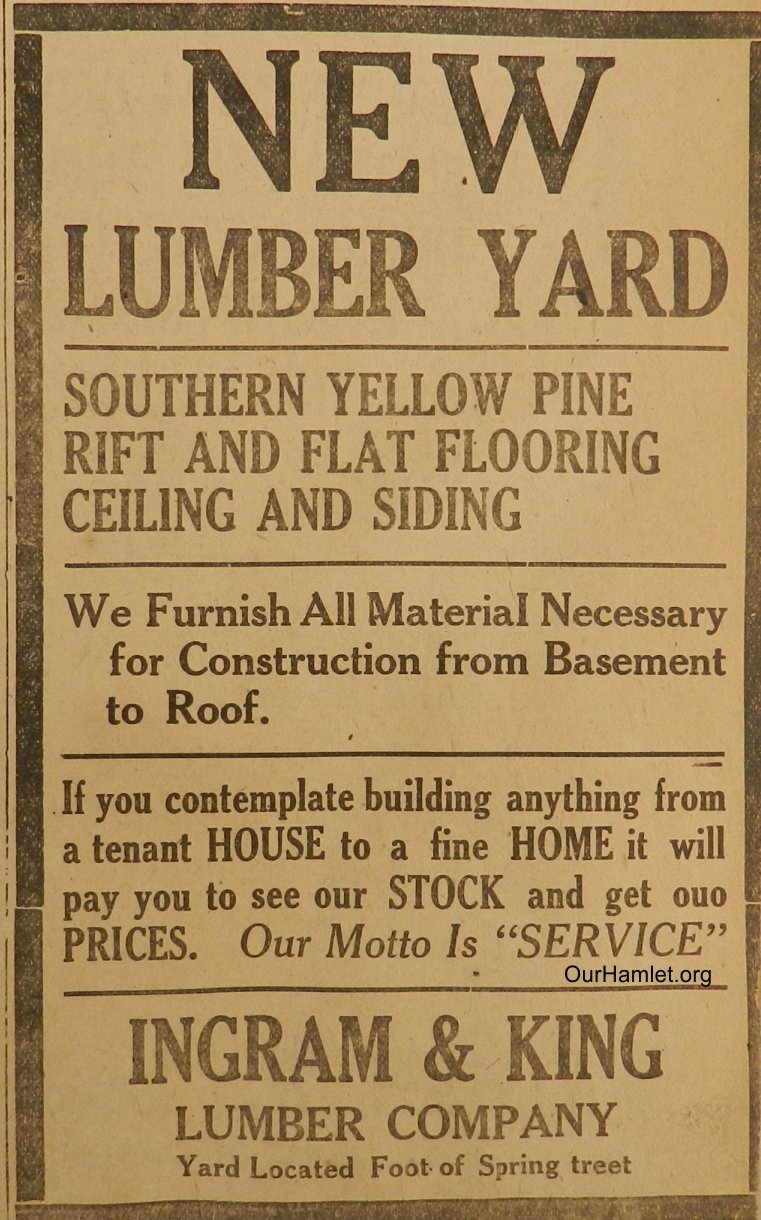 NEW
LUMBER YARD
SOUTHERN YELLOW PINE
RIFT AND FLAT FLOORING
CEILING AND SIDING
We Furnish All Material Necessary
for Construction from Basement
to Roof.
If you contemplate building anything from
a tenant HOUSE to a fine HOME it will
pay you to see our STOCK and get ouo
PRICES. Our Motto Is “SERVICE”
OurHamlet.org
INGRAM & KING
LUMBER COMPANY
Yard Located Foot of Spring treet